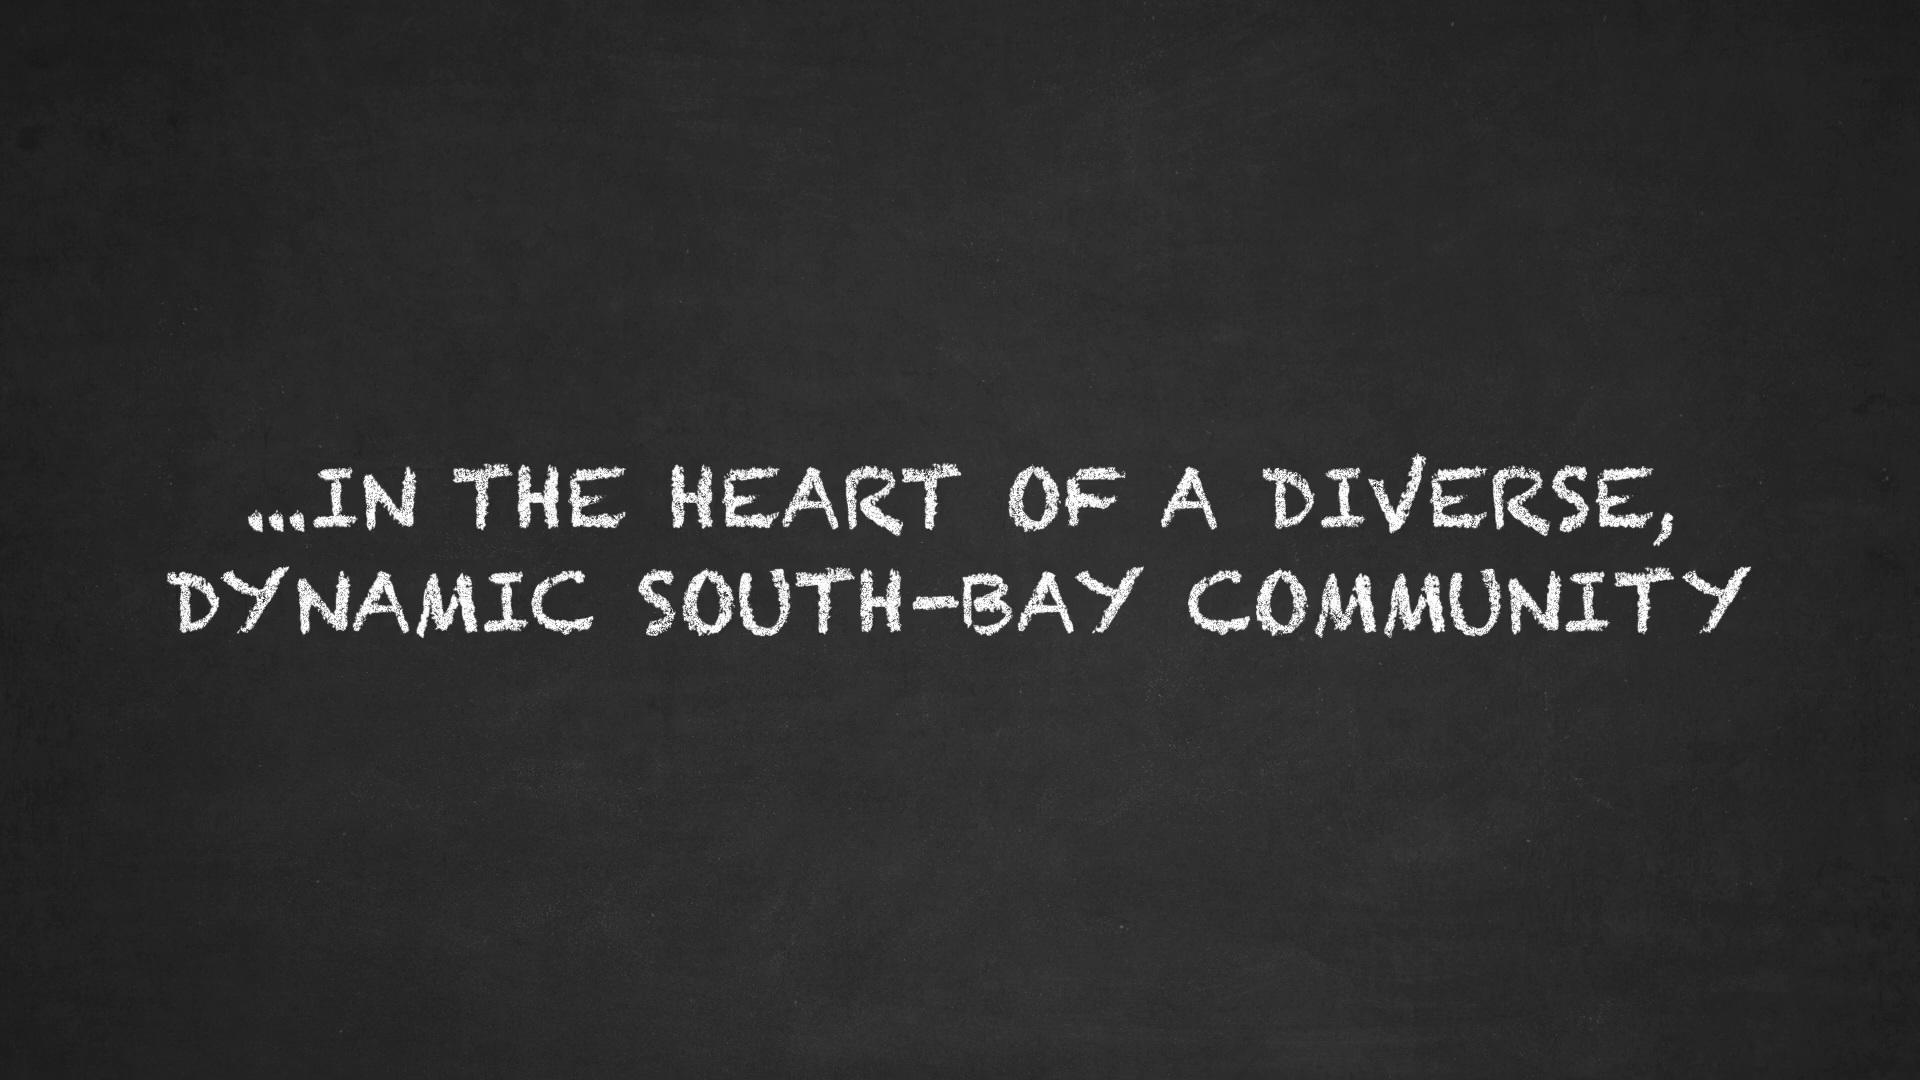 ...IN THE HEART OF A DIVERSE,
DYNAMIC SOUTH-BAY COMMUNITY